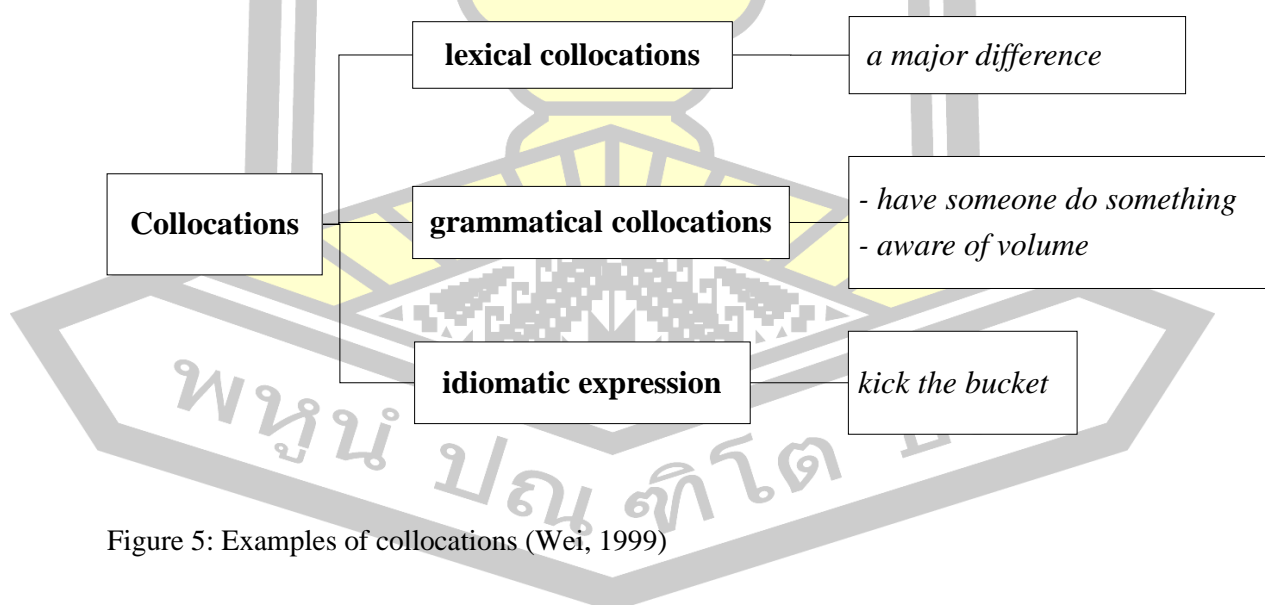 lexical collocations
a major difference
Collocations
grammatical collocations
- have someone do something
- aware of volume
idiomatic expression
kick the bucket
พหูนํ ปณฺฑิโต
Figure 5: Examples of collocations (Wei, 1999)